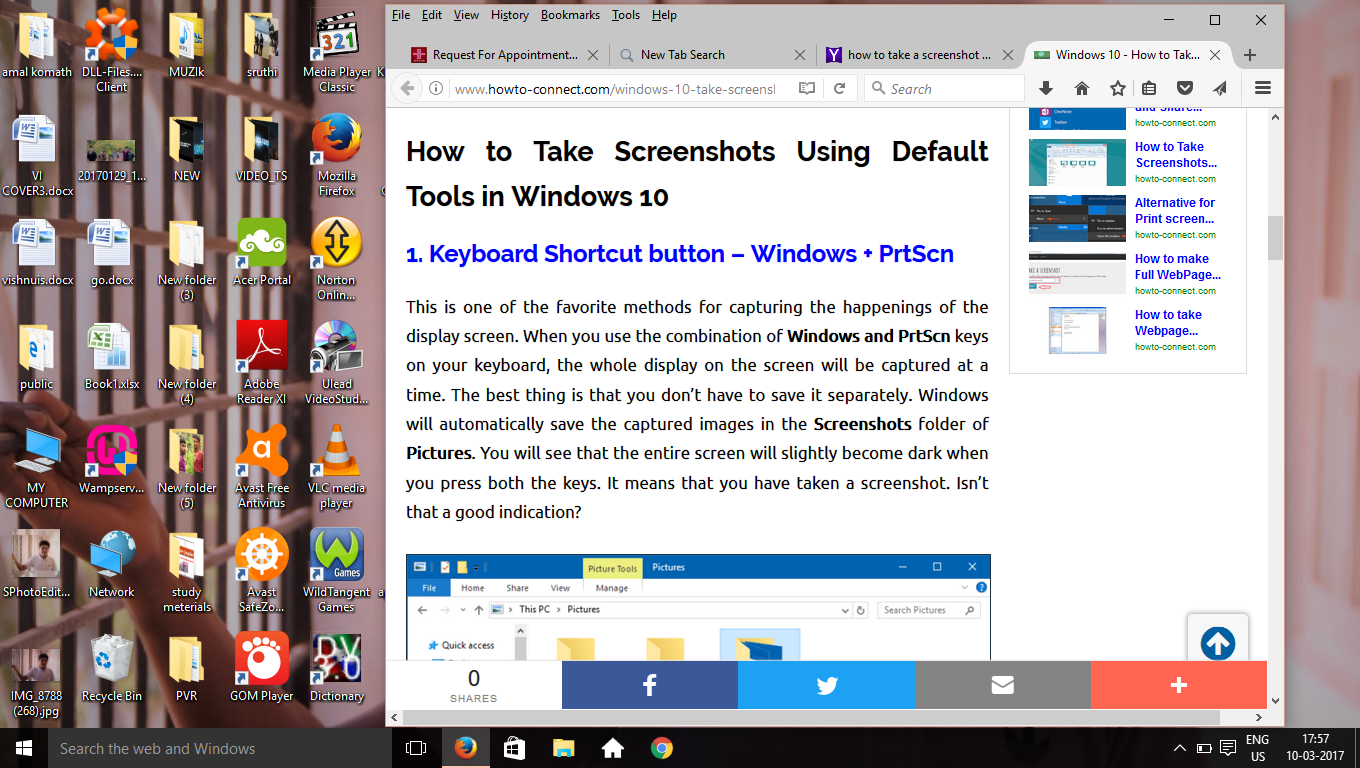 amal komath
DLL-Files....
Client
MUZIk
sruthi
Media Player
Classic
VI
COVER3.docx
20170129_1...
NEW
VIDEO_TS
Mozilla
Firefox
vishnuis.docx
go.docx
New folder
(3)
Acer Portal
Norton
Onlin...
public
Book1.xlsx
New folder
(4)
Adobe
Reader XI
Ulead
VideoStud...
MY
COMPUTER
Wampserv...
New folder
(5)
Avast Free
Antivirus
VLC media
player
SPhotoEdit...
Network
study
meterials
Avast
SafeZo...
WildTangent
Games
IMG_8788
(268).jpg
Recycle Bin
PVR
GOM Player
Dictionary
File Edit View History Bookmarks Tools Help
Request For Appointment... New Tab Search how to take a screenshot ... Windows 10 - How to Tak...
www.howto-connect.com/windows-10-take-screensl
Search
How to Take Screenshots Using Default
Tools in Windows 10
1. Keyboard Shortcut button – Windows + PrtScn
This is one of the favorite methods for capturing the happenings of the
display screen. When you use the combination of Windows and PrtScn keys
on your keyboard, the whole display on the screen will be captured at a
time. The best thing is that you don’t have to save it separately. Windows
will automatically save the captured images in the Screenshots folder of
Pictures. You will see that the entire screen will slightly become dark when
you press both the keys. It means that you have taken a screenshot. Isn’t
that a good indication?
Picture Tools Pictures
File Home Share View Manage
This PC > Pictures
Search Pictures
Quick access
OneNote
Twitter
and Share...
howto-connect.com
How to Take
Screenshots...
howto-connect.com
Alternative for
Print screen...
howto-connect.com
How to make
Full WebPage...
howto-connect.com
How to take
Webpage...
howto-connect.com
0
SHARES
Search the web and Windows
ENG
US
17:57
10-03-2017